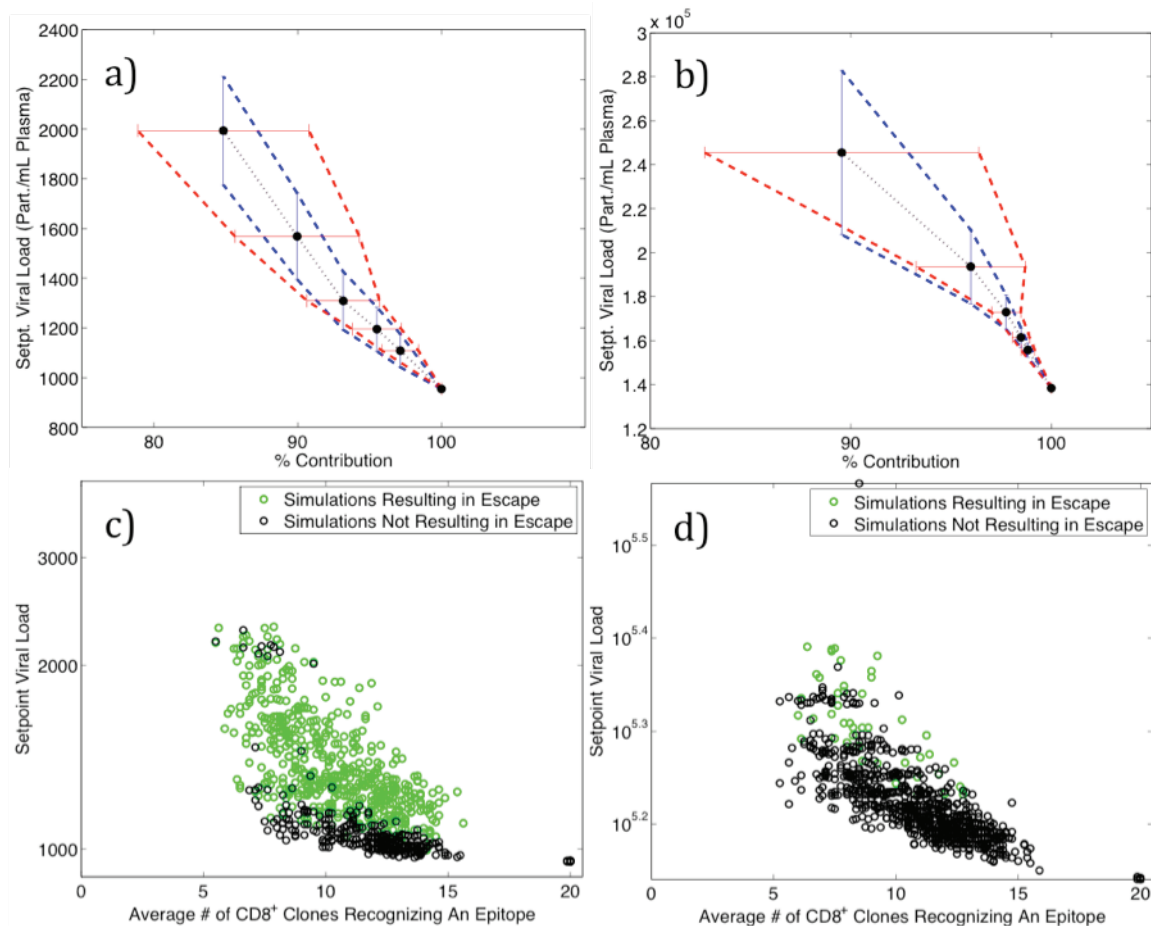 a)
2400
2200
2000
1800
1600
1400
1200
1000
800
Setpt. Viral Load (Part./mL Plasma)
80
90
100
% Contribution
b)
3 x 10^5
2.8
2.6
2.4
2.2
2
1.8
1.6
1.4
1.2
Setpt. Viral Load (Part./mL Plasma)
80
90
100
% Contribution
c)
Simulations Resulting in Escape
Simulations Not Resulting in Escape
3000
2000
1000
Setpoint Viral Load
0
5
10
15
20
Average # of CD8+ Clones Recognizing An Epitope
d)
Simulations Resulting in Escape
Simulations Not Resulting in Escape
10^5.5
10^5.4
10^5.3
10^5.2
Setpoint Viral Load
0
5
10
15
20
Average # of CD8+ Clones Recognizing An Epitope